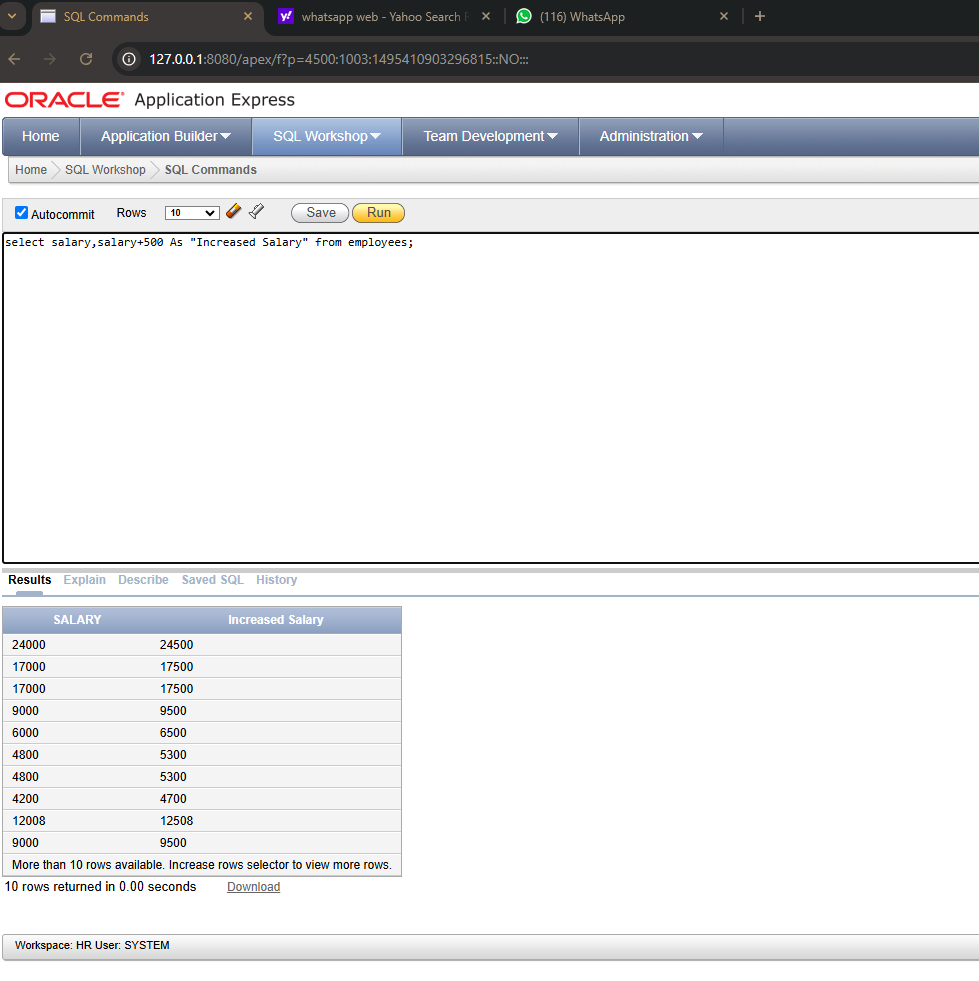 SQL Commands
whatsapp web - Yahoo Search
(116) WhatsApp
127.0.0.1:8080/apex/f?p=4500:1003:1495410903296815::NO:::
ORACLE Application Express
Home Application Builder SQL Workshop Team Development Administration
Home SQL Workshop SQL Commands
Autocommit Rows 10 Save Run
select salary,salary+500 As "Increased Salary" from employees;
Results Explain Describe Saved SQL History
SALARY Increased Salary
24000 24500
17000 17500
17000 17500
9000 9500
6000 6500
4800 5300
4800 5300
4200 4700
12008 12508
9000 9500
More than 10 rows available. Increase rows selector to view more rows.
10 rows returned in 0.00 seconds Download
Workspace: HR User: SYSTEM